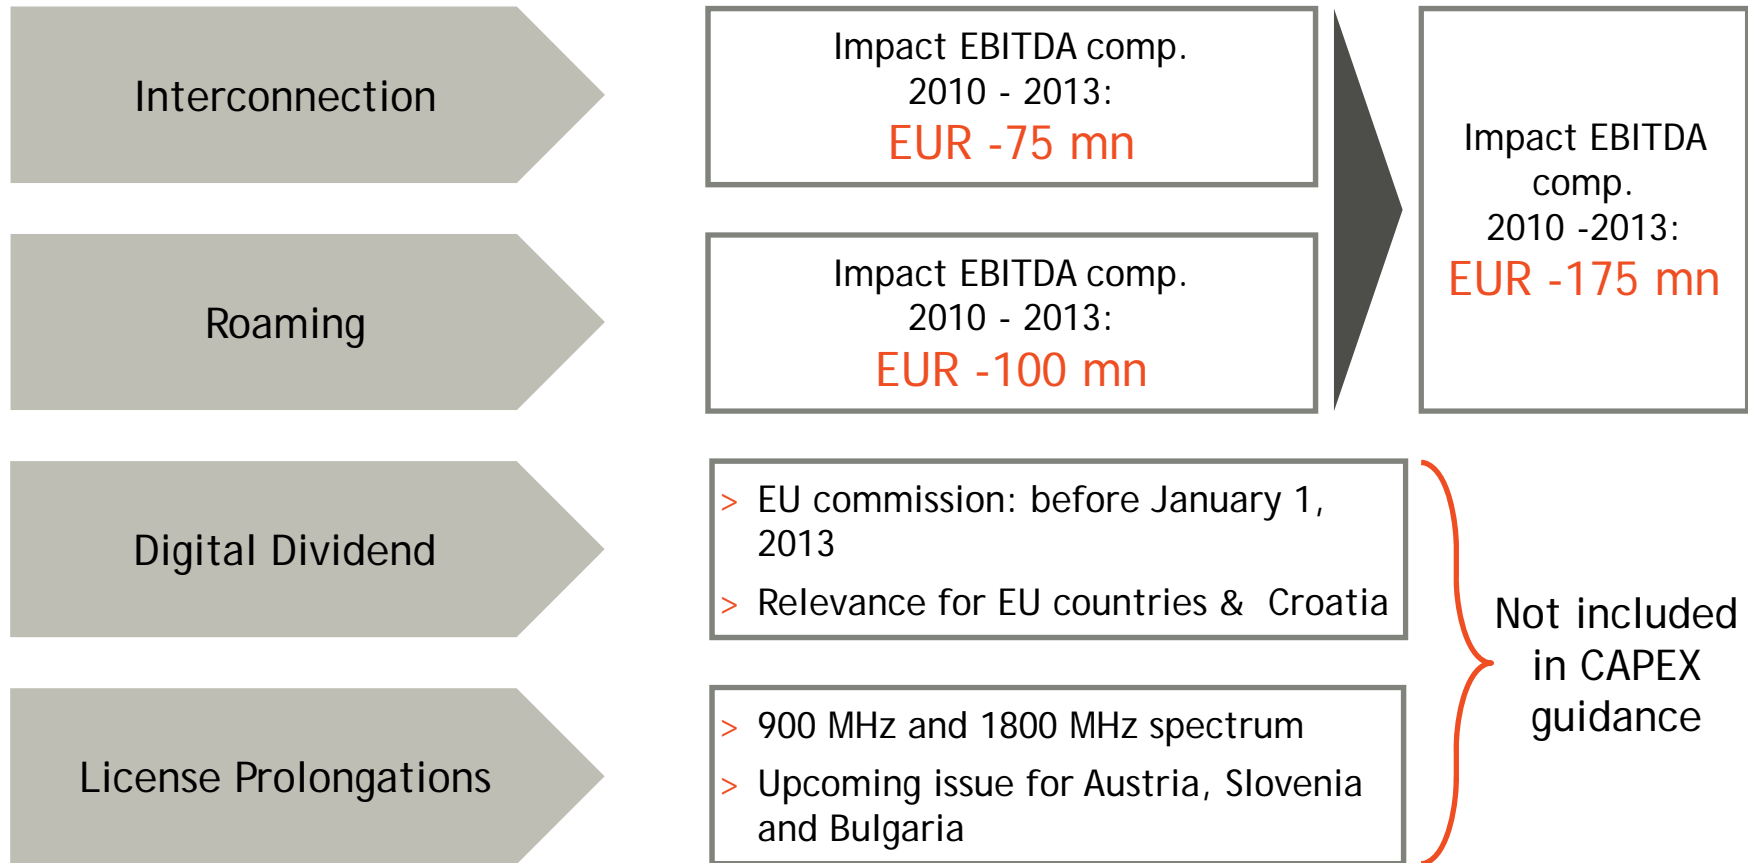 Interconnection
Impact EBITDA comp.
2010 - 2013:
EUR -75 mn
Roaming
Impact EBITDA comp.
2010 - 2013:
EUR -100 mn
Impact EBITDA
comp.
2010 -2013:
EUR -175 mn
Digital Dividend
> EU commission: before January 1,
2013
> Relevance for EU countries & Croatia
License Prolongations
> 900 MHz and 1800 MHz spectrum
> Upcoming issue for Austria, Slovenia
and Bulgaria
Not included
in CAPEX
guidance